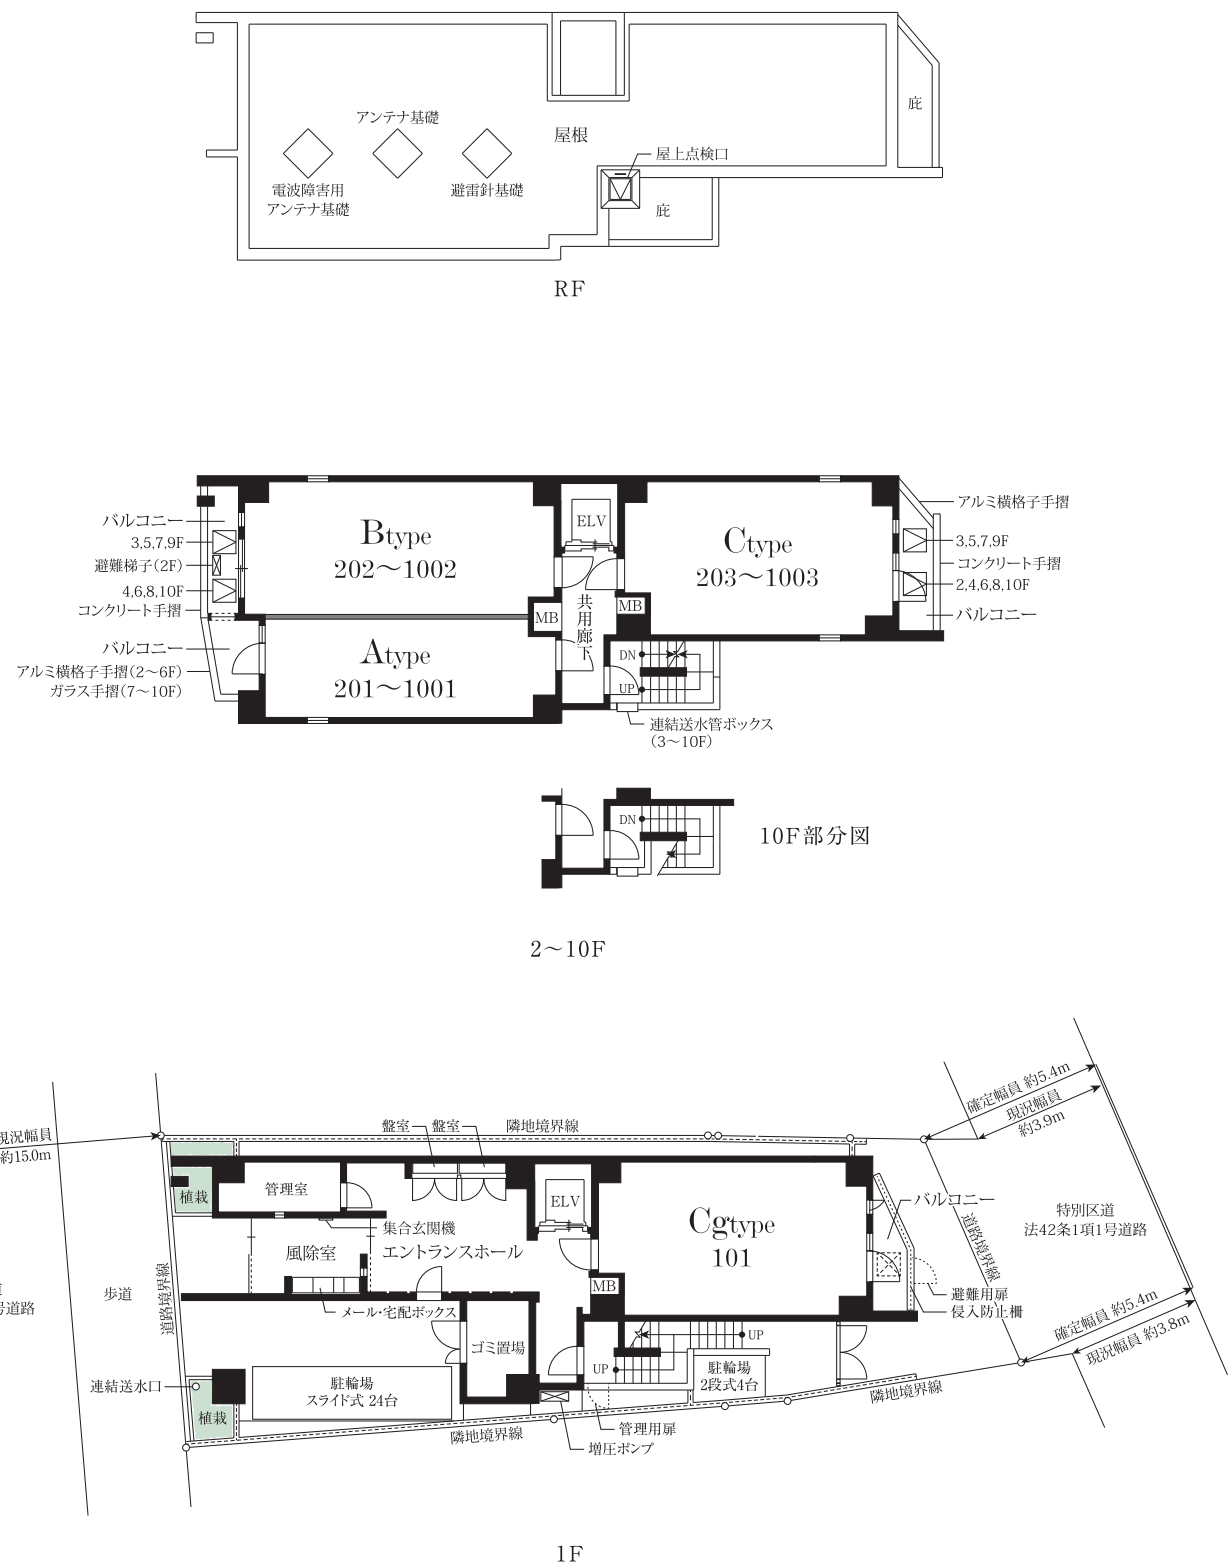 アンテナ基礎
電波障害用
アンテナ基礎
避雷針基礎
屋根
屋上点検口
庇
庇
RF
バルコニー
3,5,7,9F
避難梯子(2F)
4,6,8,10F
コンクリート手摺
バルコニー
アルミ横格子手摺(2〜6F)
ガラス手摺(7〜10F)
Btype
202〜1002
Atype
201〜1001
ELV
MB
共用廊下
MB
Ctype
203〜1003
DN
UP
連結送水管ボックス
(3〜10F)
アルミ横格子手摺
3,5,7,9F
コンクリート手摺
2,4,6,8,10F
バルコニー
DN
10F部分図
2〜10F
現況幅員
約15.0m
号道路
歩道
道路境界線
植栽
盤室
盤室
隣地境界線
管理室
集合玄関機
風除室
エントランスホール
メール・宅配ボックス
ELV
Cgtype
101
MB
ゴミ置場
UP
UP
連結送水口
植栽
駐輪場
スライド式 24台
駐輪場
2段式4台
隣地境界線
管理用扉
増圧ポンプ
隣地境界線
バルコニー
道路境界線
避難用扉
侵入防止柵
確定幅員 約5.4m
現況幅員
約3.9m
特別区道
法42条1項1号道路
確定幅員 約5.4m
現況幅員 約3.8m
1F